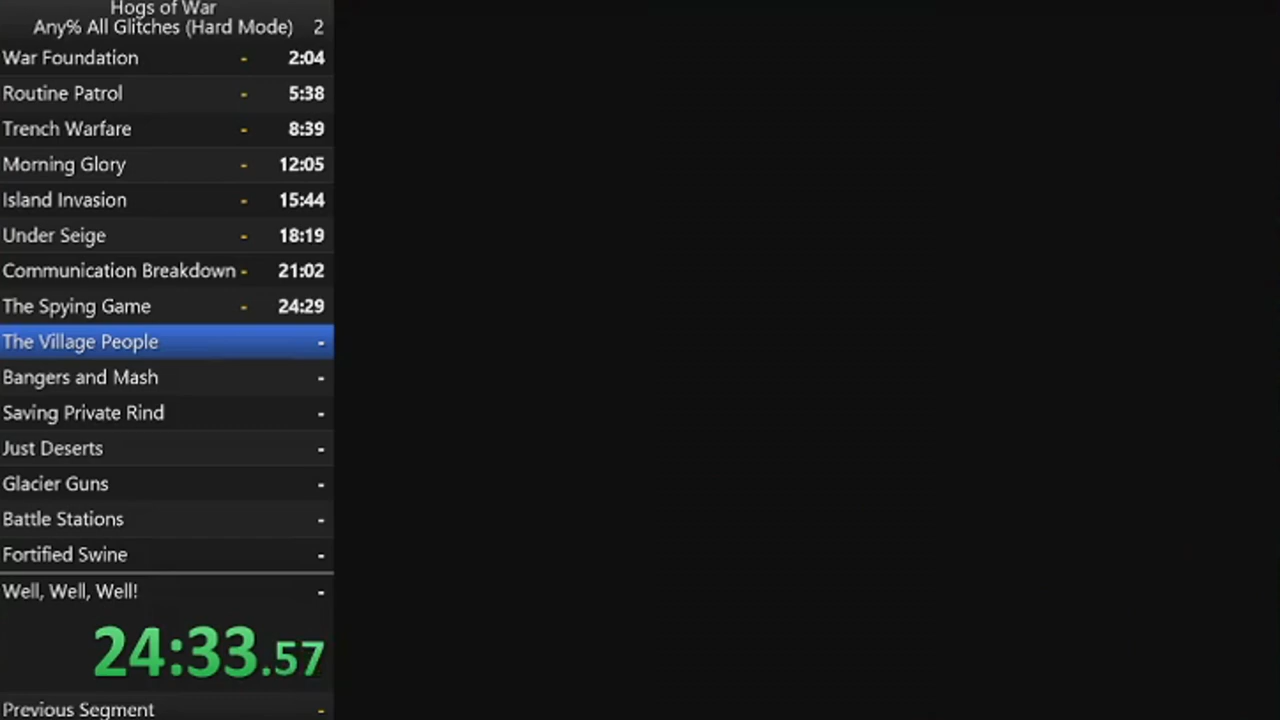 Hogs of War
Any% All Glitches (Hard Mode) 2
War Foundation - 2:04
Routine Patrol - 5:38
Trench Warfare - 8:39
Morning Glory - 12:05
Island Invasion - 15:44
Under Seige - 18:19
Communication Breakdown - 21:02
The Spying Game - 24:29
The Village People -
Bangers and Mash -
Saving Private Rind -
Just Deserts -
Glacier Guns -
Battle Stations -
Fortified Swine -
Well, Well, Well! -
24:33.57
Previous Segment -